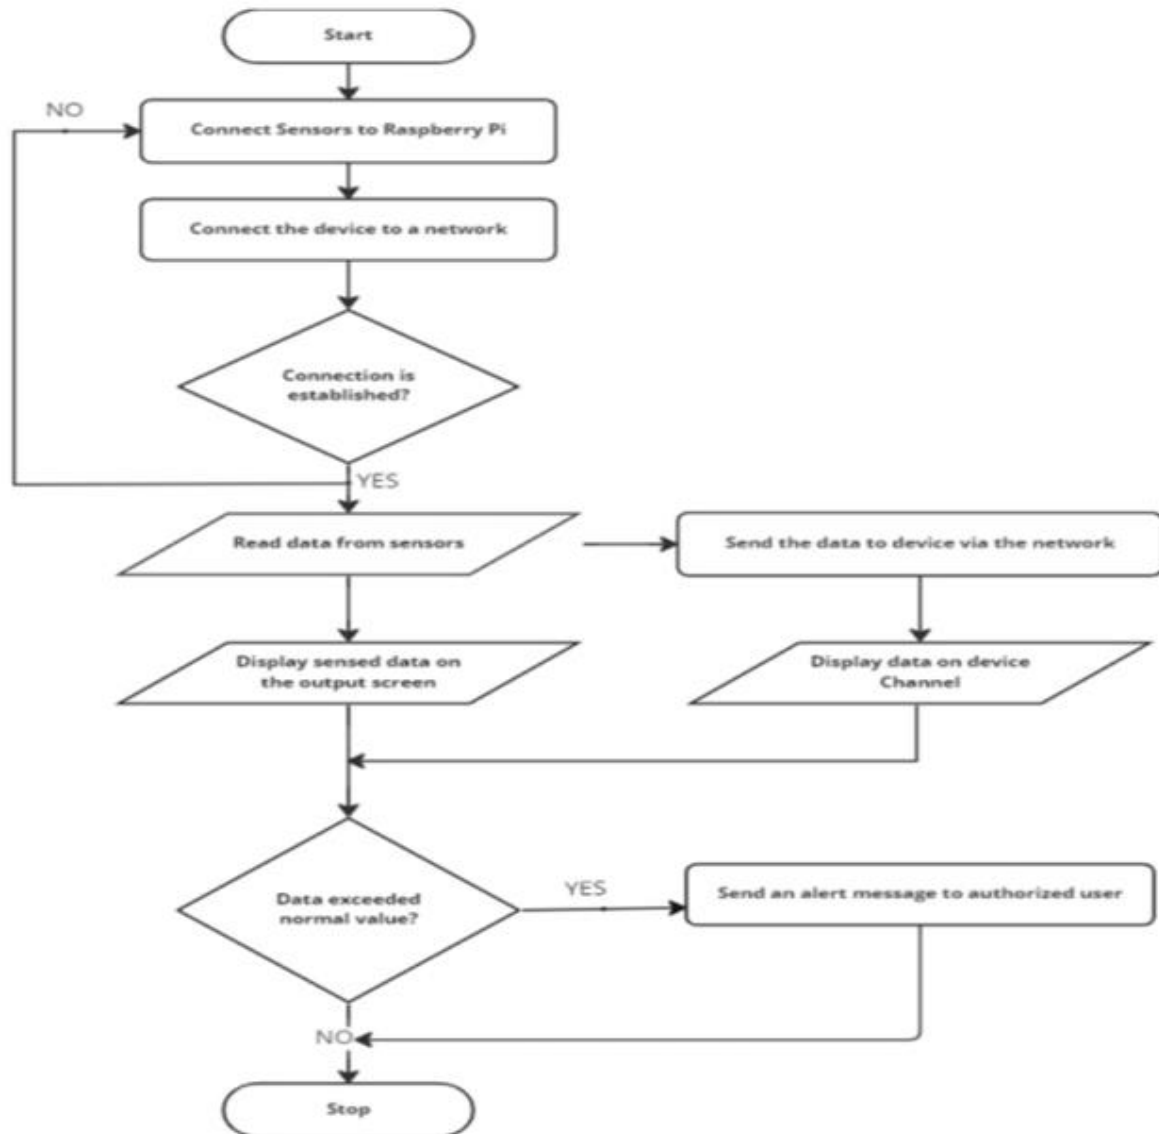 Start
NO
Connect Sensors to Raspberry Pi
Connect the device to a network
Connection is
established?
YES
Read data from sensors
Send the data to device via the network
Display sensed data on
the output screen
Display data on device
Channel
Data exceeded
normal value?
YES
Send an alert message to authorized user
NO
Stop